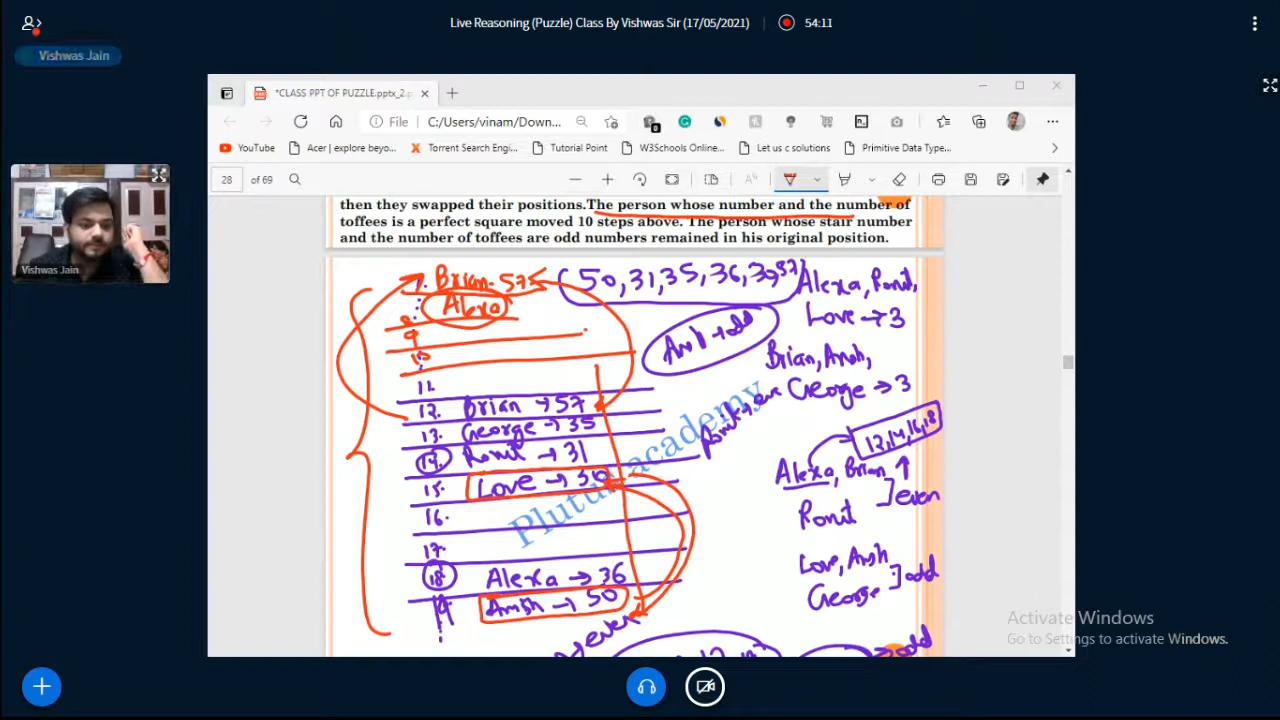 Live Reasoning (Puzzle) Class By Vishwas Sir (17/05/2021) 54:11
Vishwas Jain
*CLASS PPT OF PUZZLE.pptx_2.p
File C:/Users/vinam/Down...
YouTube Acer | explore beyo... Torrent Search Engi... Tutorial Point W3Schools Online... Let us c solutions Primitive Data Type...
28 of 69
then they swapped their positions.The person whose number and the number of
toffees is a perfect square moved 10 steps above. The person whose stair number
and the number of toffees are odd numbers remained in his original position.
7. Brian - 57
Alexa
8
9
10
11.
12. Brian → 57
13. George → 35
14. Ronit → 31
15. Love → 39
16.
17.
18. Alexa → 36
19. Ansh → 50
50, 31, 35, 36, 39, 57
Ansh → odd
Alexa, Ronit,
Love → 3
Brian, Ansh,
George → 3
12, 14, 16, 18
Alexa, Brian
Ronit
even
Love, Ansh
George
odd
even
odd
Plutus academy
Vishwas Jain
Activate Windows
Go to Settings to activate Windows.